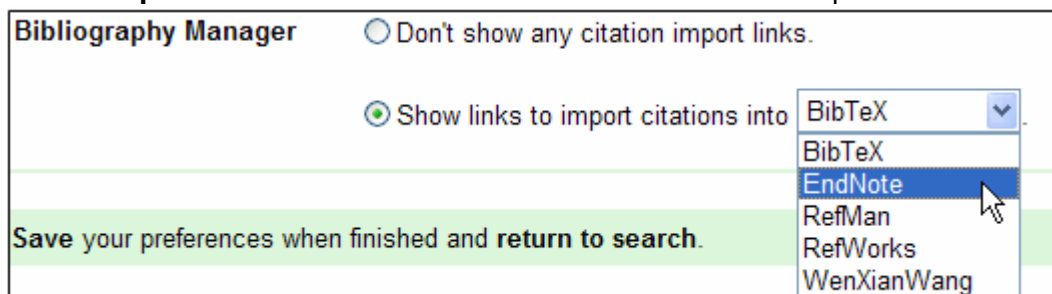 Bibliography Manager Don't show any citation import links.
Show links to import citations into BibTeX .
BibTeX
EndNote
RefMan
Save your preferences when finished and return to search.
RefWorks
WenXianWang